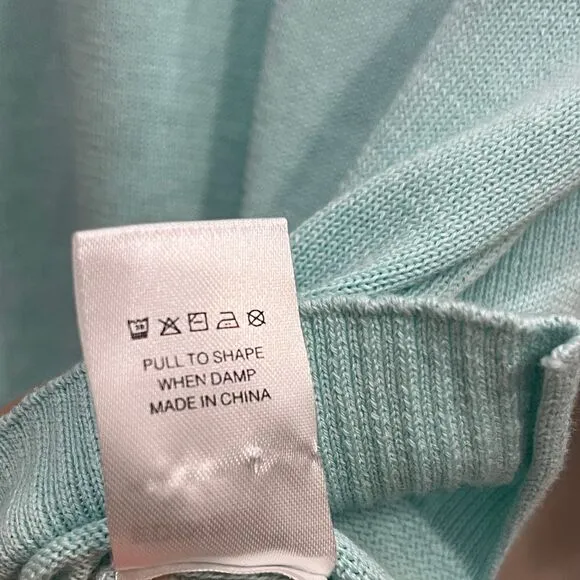 PULL TO SHAPE
WHEN DAMP
MADE IN CHINA